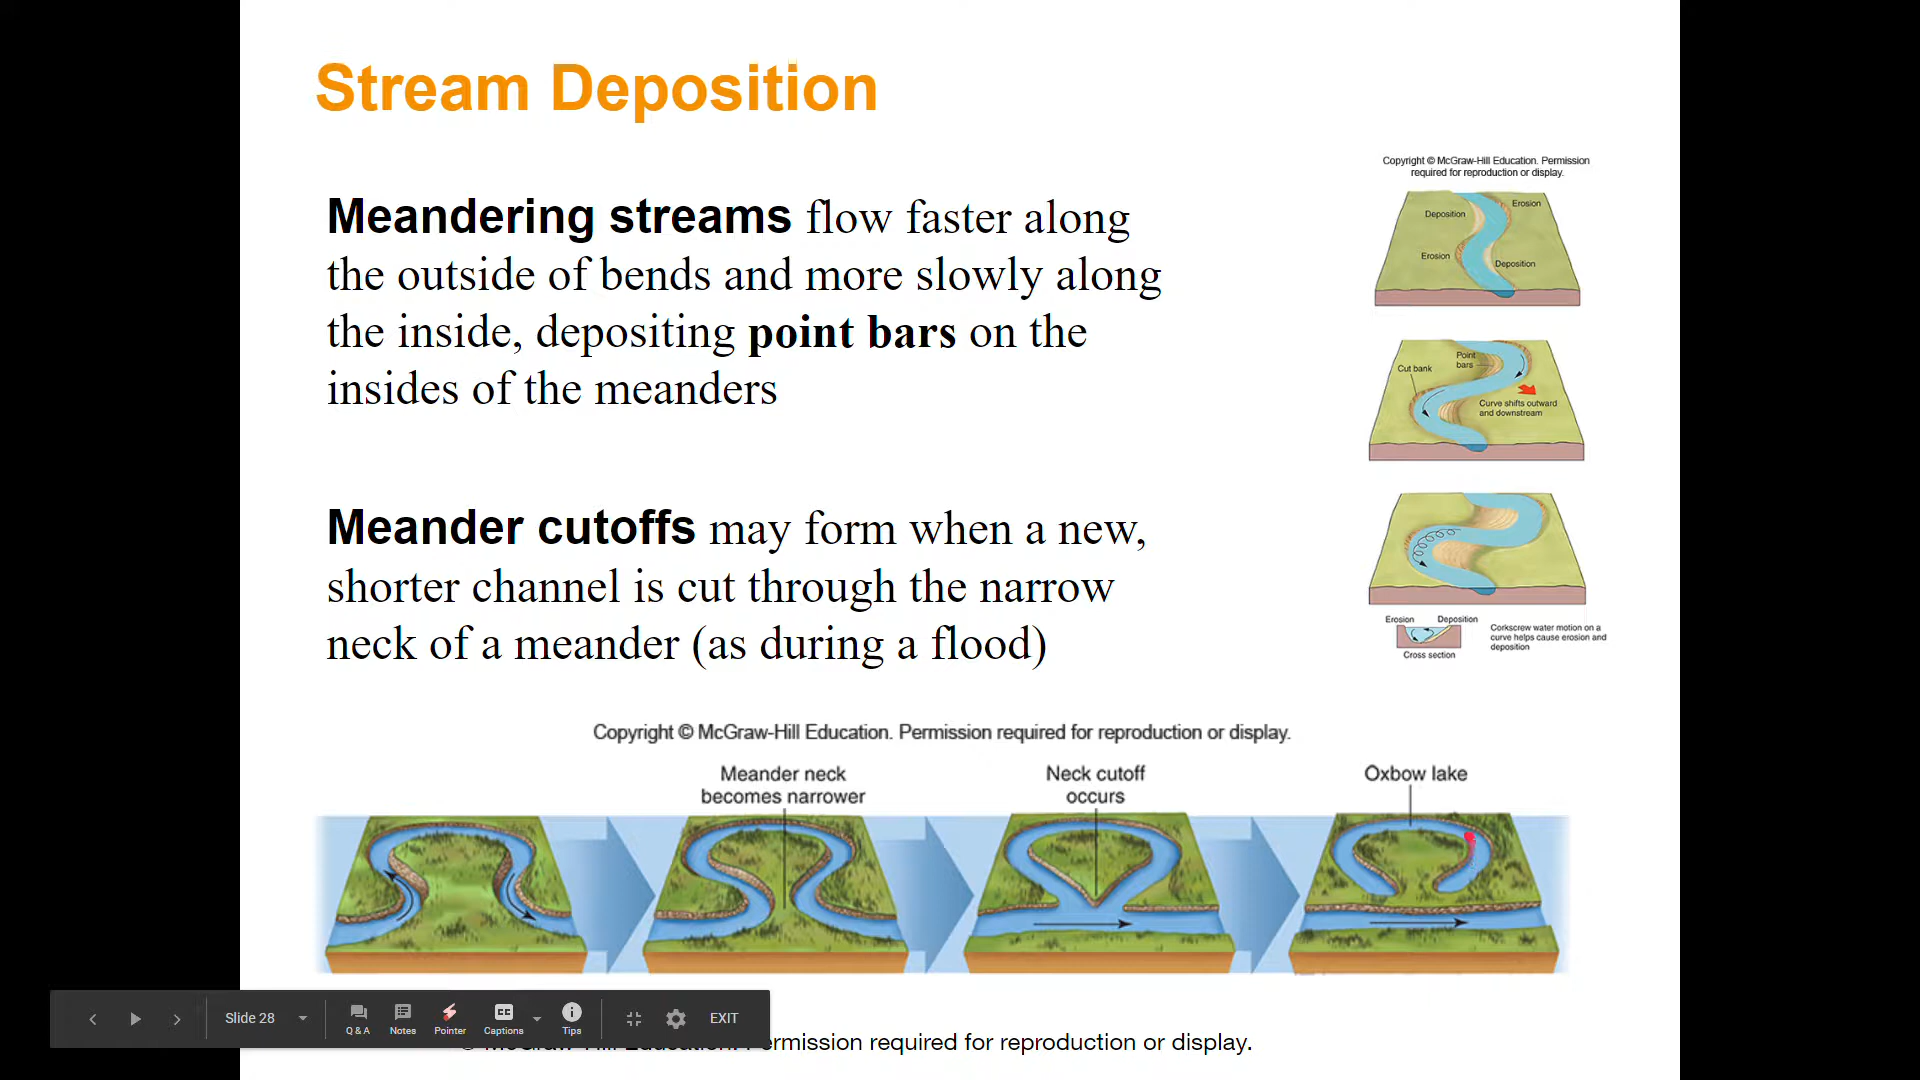 Stream Deposition
Copyright © McGraw-Hill Education. Permission
required for reproduction or display.
Meandering streams flow faster along
the outside of bends and more slowly along
the inside, depositing point bars on the
insides of the meanders
Deposition
Erosion
Erosion
Deposition
Point
bars
Cut bank
Curve shifts outward
and downstream
Meander cutoffs may form when a new,
shorter channel is cut through the narrow
neck of a meander (as during a flood)
Erosion
Deposition
Cross section
Corkscrew water motion on a
curve helps cause erosion and
deposition
Copyright © McGraw-Hill Education. Permission required for reproduction or display.
Meander neck
becomes narrower
Neck cutoff
occurs
Oxbow lake
Slide 28
Q & A
Notes
Pointer
CC
Captions
Tips
EXIT
© McGraw-Hill Education. Permission required for reproduction or display.